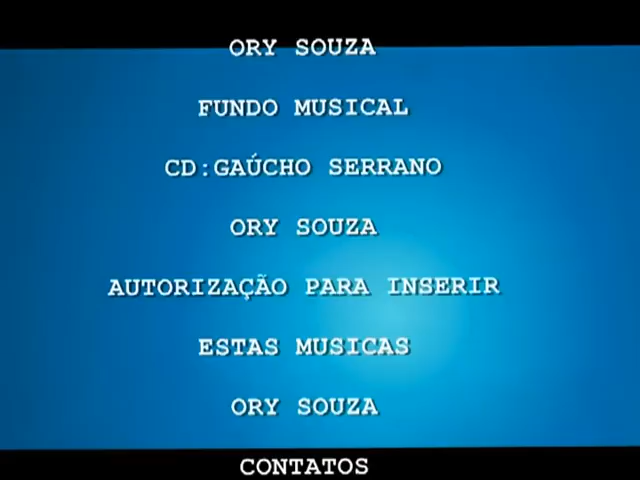 ORY SOUZA
FUNDO MUSICAL
CD:GAÚCHO SERRANO
ORY SOUZA
AUTORIZAÇÃO PARA INSERIR
ESTAS MUSICAS
ORY SOUZA
CONTATOS